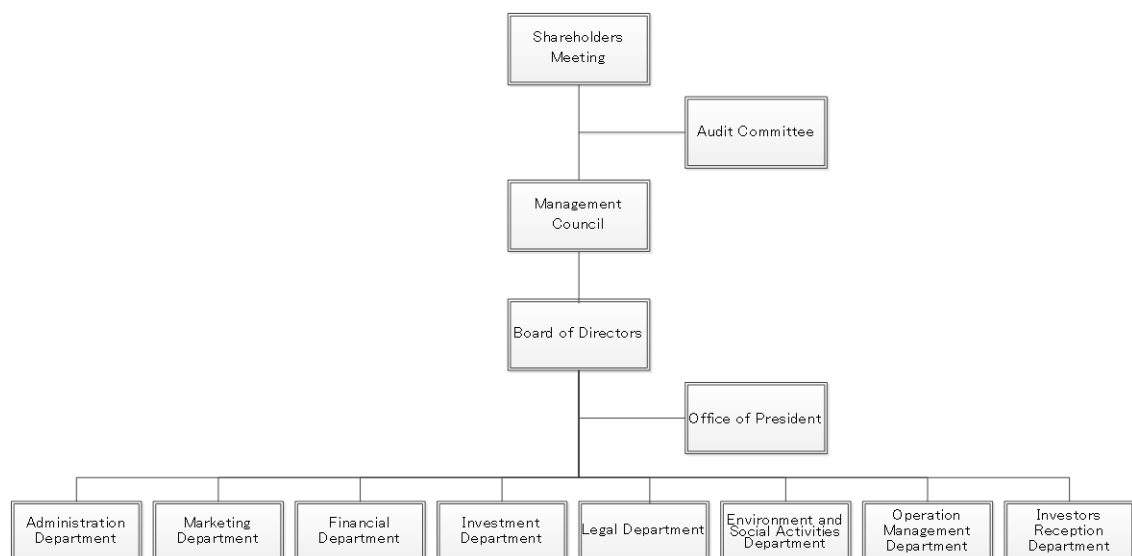 Shareholders
Meeting
Audit Committee
Management
Council
Board of Directors
Office of President
Administration
Department
Marketing
Department
Financial
Department
Investment
Department
Legal Department
Environment and
Social Activities
Department
Operation
Management
Department
Investors
Reception
Department